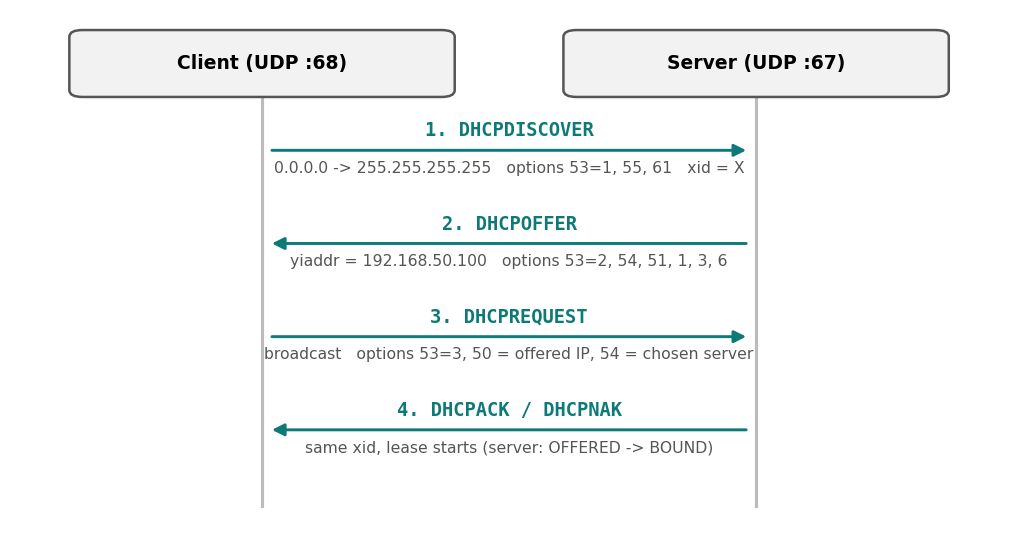 Client (UDP :68)
Server (UDP :67)
1. DHCPDISCOVER
0.0.0.0 -> 255.255.255.255   options 53=1, 55, 61   xid = X
2. DHCPOFFER
yiaddr = 192.168.50.100   options 53=2, 54, 51, 1, 3, 6
3. DHCPREQUEST
broadcast   options 53=3, 50 = offered IP, 54 = chosen server
4. DHCPACK / DHCPNAK
same xid, lease starts (server: OFFERED -> BOUND)